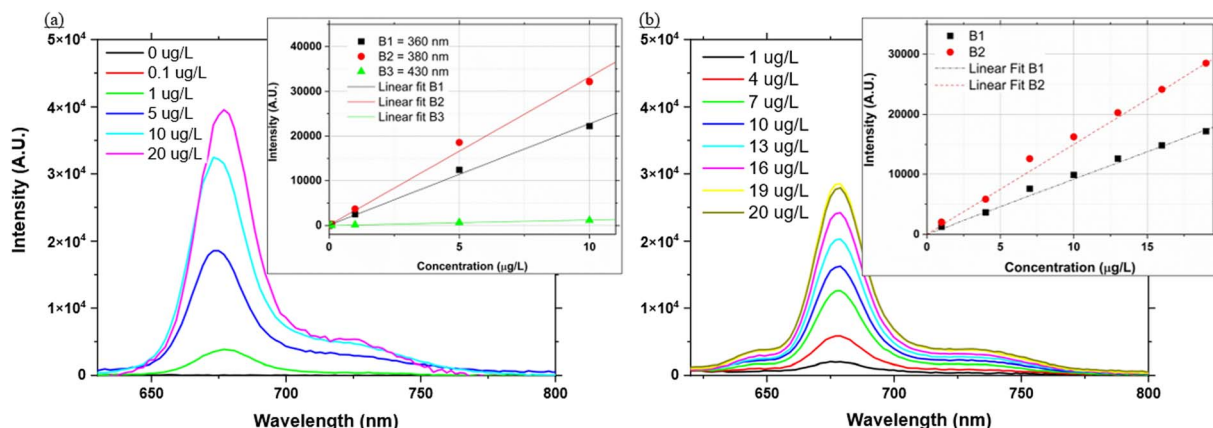 (a)
5×10⁴
4×10⁴
3×10⁴
2×10⁴
1×10⁴
0
Intensity (A.U.)
0 ug/L
0.1 ug/L
1 ug/L
5 ug/L
10 ug/L
20 ug/L
650
700
750
800
Wavelength (nm)
40000
30000
20000
10000
0
Intensity (A.U.)
B1 = 360 nm
B2 = 380 nm
B3 = 430 nm
Linear fit B1
Linear fit B2
Linear fit B3
0
5
10
Concentration (µg/L)
(b)
5×10⁴
4×10⁴
3×10⁴
2×10⁴
1×10⁴
0
Intensity (A.U.)
1 ug/L
4 ug/L
7 ug/L
10 ug/L
13 ug/L
16 ug/L
19 ug/L
20 ug/L
650
700
750
800
Wavelength (nm)
30000
20000
10000
0
Intensity (A.U.)
B1
B2
Linear Fit B1
Linear Fit B2
0
5
10
15
Concentration (µg/L)